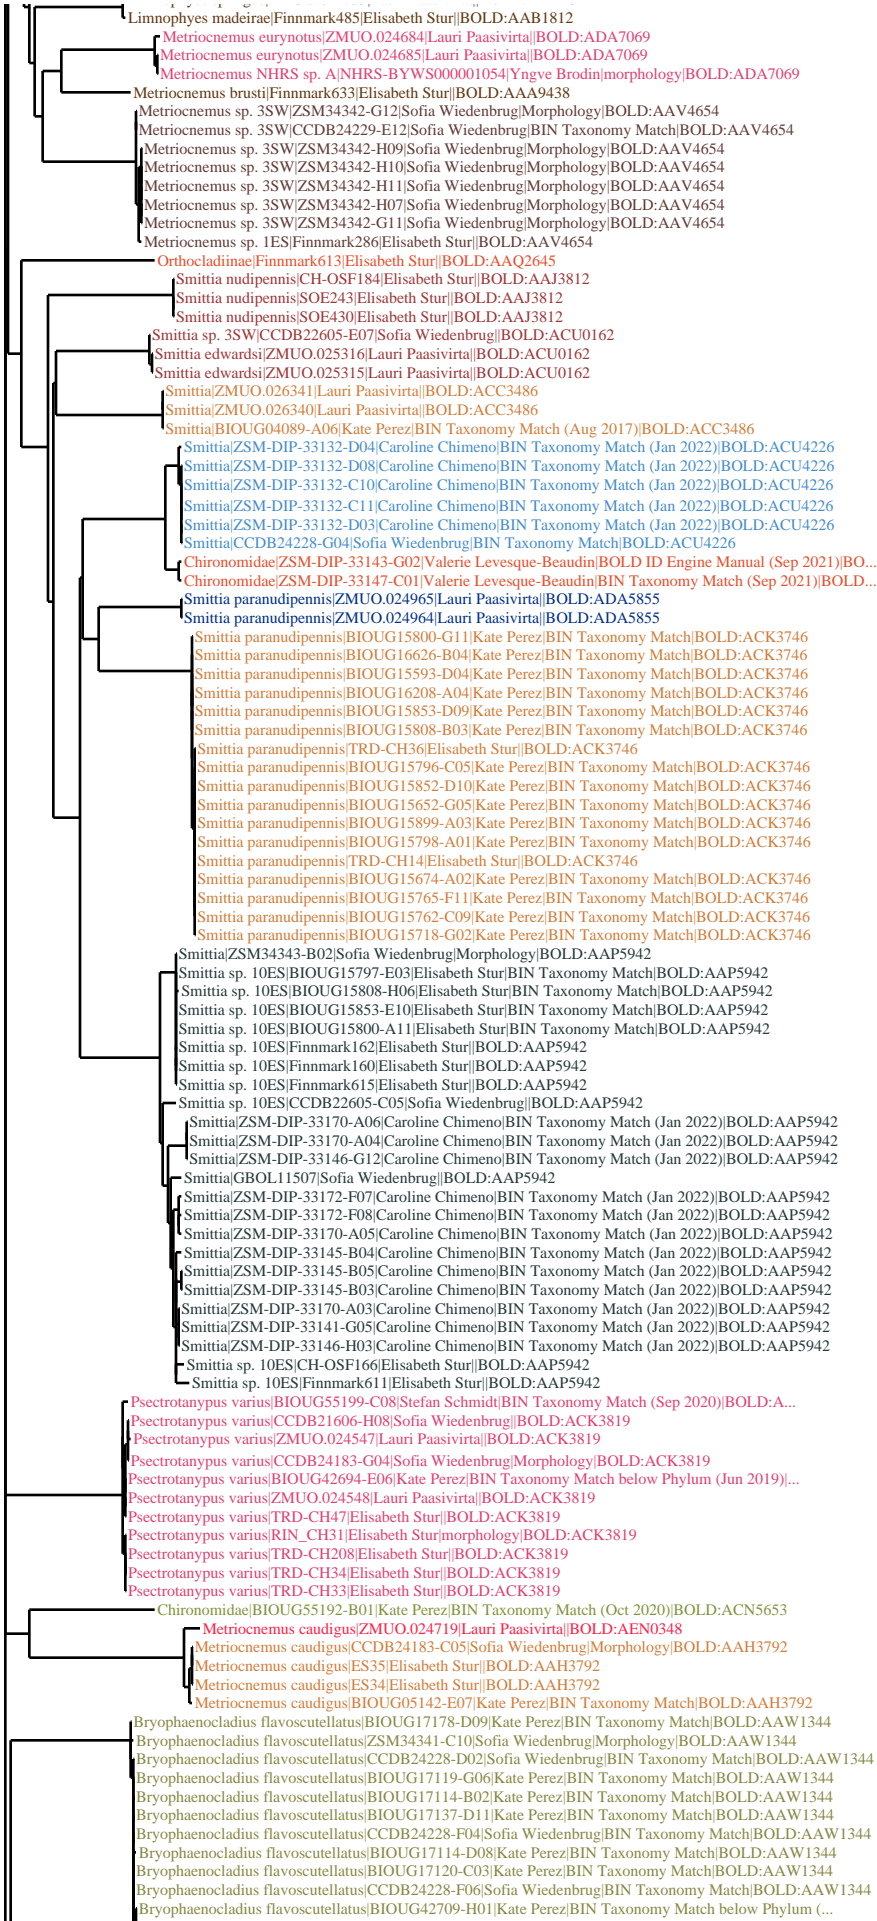 Limnophyes madeirae|Finnmark485|Elisabeth Stur||BOLD:AAB1812
Metriocnemus eurynotus|ZMUO.024684|Lauri Paasivirta||BOLD:ADA7069
Metriocnemus eurynotus|ZMUO.024685|Lauri Paasivirta||BOLD:ADA7069
Metriocnemus NHRS sp. A|NHRS-BYWS000001054|Yngve Brodin|morphology|BOLD:ADA7069
Metriocnemus brusti|Finnmark633|Elisabeth Stur||BOLD:AAA9438
Metriocnemus sp. 3SW|ZSM34342-G12|Sofia Wiedenbrug|Morphology|BOLD:AAV4654
Metriocnemus sp. 3SW|CCDB24229-E12|Sofia Wiedenbrug|BIN Taxonomy Match|BOLD:AAV4654
Metriocnemus sp. 3SW|ZSM34342-H09|Sofia Wiedenbrug|Morphology|BOLD:AAV4654
Metriocnemus sp. 3SW|ZSM34342-H10|Sofia Wiedenbrug|Morphology|BOLD:AAV4654
Metriocnemus sp. 3SW|ZSM34342-H11|Sofia Wiedenbrug|Morphology|BOLD:AAV4654
Metriocnemus sp. 3SW|ZSM34342-H07|Sofia Wiedenbrug|Morphology|BOLD:AAV4654
Metriocnemus sp. 3SW|ZSM34342-G11|Sofia Wiedenbrug|Morphology|BOLD:AAV4654
Metriocnemus sp. 1ES|Finnmark286|Elisabeth Stur||BOLD:AAV4654
Orthocladiinae|Finnmark613|Elisabeth Stur||BOLD:AAQ2645
Smittia nudipennis|CH-OSF184|Elisabeth Stur||BOLD:AAJ3812
Smittia nudipennis|SOE243|Elisabeth Stur||BOLD:AAJ3812
Smittia nudipennis|SOE430|Elisabeth Stur||BOLD:AAJ3812
Smittia sp. 3SW|CCDB22605-E07|Sofia Wiedenbrug||BOLD:ACU0162
Smittia edwardsi|ZMUO.025316|Lauri Paasivirta||BOLD:ACU0162
Smittia edwardsi|ZMUO.025315|Lauri Paasivirta||BOLD:ACU0162
Smittia|ZMUO.026341|Lauri Paasivirta||BOLD:ACC3486
Smittia|ZMUO.026340|Lauri Paasivirta||BOLD:ACC3486
Smittia|BIOUG04089-A06|Kate Perez|BIN Taxonomy Match (Aug 2017)|BOLD:ACC3486
Smittia|ZSM-DIP-33132-D04|Caroline Chimeno|BIN Taxonomy Match (Jan 2022)|BOLD:ACU4226
Smittia|ZSM-DIP-33132-D08|Caroline Chimeno|BIN Taxonomy Match (Jan 2022)|BOLD:ACU4226
Smittia|ZSM-DIP-33132-C10|Caroline Chimeno|BIN Taxonomy Match (Jan 2022)|BOLD:ACU4226
Smittia|ZSM-DIP-33132-C11|Caroline Chimeno|BIN Taxonomy Match (Jan 2022)|BOLD:ACU4226
Smittia|ZSM-DIP-33132-D03|Caroline Chimeno|BIN Taxonomy Match (Jan 2022)|BOLD:ACU4226
Smittia|CCDB24228-G04|Sofia Wiedenbrug|BIN Taxonomy Match|BOLD:ACU4226
Chironomidae|ZSM-DIP-33143-G02|Valerie Levesque-Beaudin|BOLD ID Engine Manual (Sep 2021)|BO...
Chironomidae|ZSM-DIP-33147-C01|Valerie Levesque-Beaudin|BIN Taxonomy Match (Sep 2021)|BOLD...
Smittia paranudipennis|ZMUO.024965|Lauri Paasivirta||BOLD:ADA5855
Smittia paranudipennis|ZMUO.024964|Lauri Paasivirta||BOLD:ADA5855
Smittia paranudipennis|BIOUG15800-G11|Kate Perez|BIN Taxonomy Match|BOLD:ACK3746
Smittia paranudipennis|BIOUG16626-B04|Kate Perez|BIN Taxonomy Match|BOLD:ACK3746
Smittia paranudipennis|BIOUG15593-D04|Kate Perez|BIN Taxonomy Match|BOLD:ACK3746
Smittia paranudipennis|BIOUG16208-A04|Kate Perez|BIN Taxonomy Match|BOLD:ACK3746
Smittia paranudipennis|BIOUG15853-D09|Kate Perez|BIN Taxonomy Match|BOLD:ACK3746
Smittia paranudipennis|BIOUG15808-B03|Kate Perez|BIN Taxonomy Match|BOLD:ACK3746
Smittia paranudipennis|TRD-CH36|Elisabeth Stur||BOLD:ACK3746
Smittia paranudipennis|BIOUG15796-C05|Kate Perez|BIN Taxonomy Match|BOLD:ACK3746
Smittia paranudipennis|BIOUG15852-D10|Kate Perez|BIN Taxonomy Match|BOLD:ACK3746
Smittia paranudipennis|BIOUG15652-G05|Kate Perez|BIN Taxonomy Match|BOLD:ACK3746
Smittia paranudipennis|BIOUG15899-A03|Kate Perez|BIN Taxonomy Match|BOLD:ACK3746
Smittia paranudipennis|BIOUG15798-A01|Kate Perez|BIN Taxonomy Match|BOLD:ACK3746
Smittia paranudipennis|TRD-CH14|Elisabeth Stur||BOLD:ACK3746
Smittia paranudipennis|BIOUG15674-A02|Kate Perez|BIN Taxonomy Match|BOLD:ACK3746
Smittia paranudipennis|BIOUG15765-F11|Kate Perez|BIN Taxonomy Match|BOLD:ACK3746
Smittia paranudipennis|BIOUG15762-C09|Kate Perez|BIN Taxonomy Match|BOLD:ACK3746
Smittia paranudipennis|BIOUG15718-G02|Kate Perez|BIN Taxonomy Match|BOLD:ACK3746
Smittia|ZSM34343-B02|Sofia Wiedenbrug|Morphology|BOLD:AAP5942
Smittia sp. 10ES|BIOUG15797-E03|Elisabeth Stur|BIN Taxonomy Match|BOLD:AAP5942
Smittia sp. 10ES|BIOUG15808-H06|Elisabeth Stur|BIN Taxonomy Match|BOLD:AAP5942
Smittia sp. 10ES|BIOUG15853-E10|Elisabeth Stur|BIN Taxonomy Match|BOLD:AAP5942
Smittia sp. 10ES|BIOUG15800-A11|Elisabeth Stur|BIN Taxonomy Match|BOLD:AAP5942
Smittia sp. 10ES|Finnmark162|Elisabeth Stur||BOLD:AAP5942
Smittia sp. 10ES|Finnmark160|Elisabeth Stur||BOLD:AAP5942
Smittia sp. 10ES|Finnmark615|Elisabeth Stur||BOLD:AAP5942
Smittia sp. 10ES|CCDB22605-C05|Sofia Wiedenbrug||BOLD:AAP5942
Smittia|ZSM-DIP-33170-A06|Caroline Chimeno|BIN Taxonomy Match (Jan 2022)|BOLD:AAP5942
Smittia|ZSM-DIP-33170-A04|Caroline Chimeno|BIN Taxonomy Match (Jan 2022)|BOLD:AAP5942
Smittia|ZSM-DIP-33146-G12|Caroline Chimeno|BIN Taxonomy Match (Jan 2022)|BOLD:AAP5942
Smittia|GBOL11507|Sofia Wiedenbrug||BOLD:AAP5942
Smittia|ZSM-DIP-33172-F07|Caroline Chimeno|BIN Taxonomy Match (Jan 2022)|BOLD:AAP5942
Smittia|ZSM-DIP-33172-F08|Caroline Chimeno|BIN Taxonomy Match (Jan 2022)|BOLD:AAP5942
Smittia|ZSM-DIP-33170-A05|Caroline Chimeno|BIN Taxonomy Match (Jan 2022)|BOLD:AAP5942
Smittia|ZSM-DIP-33145-B04|Caroline Chimeno|BIN Taxonomy Match (Jan 2022)|BOLD:AAP5942
Smittia|ZSM-DIP-33145-B05|Caroline Chimeno|BIN Taxonomy Match (Jan 2022)|BOLD:AAP5942
Smittia|ZSM-DIP-33145-B03|Caroline Chimeno|BIN Taxonomy Match (Jan 2022)|BOLD:AAP5942
Smittia|ZSM-DIP-33170-A03|Caroline Chimeno|BIN Taxonomy Match (Jan 2022)|BOLD:AAP5942
Smittia|ZSM-DIP-33141-G05|Caroline Chimeno|BIN Taxonomy Match (Jan 2022)|BOLD:AAP5942
Smittia|ZSM-DIP-33146-H03|Caroline Chimeno|BIN Taxonomy Match (Jan 2022)|BOLD:AAP5942
Smittia sp. 10ES|CH-OSF166|Elisabeth Stur||BOLD:AAP5942
Smittia sp. 10ES|Finnmark611|Elisabeth Stur||BOLD:AAP5942
Psectrotanypus varius|BIOUG55199-C08|Stefan Schmidt|BIN Taxonomy Match (Sep 2020)|BOLD:A...
Psectrotanypus varius|CCDB21606-H08|Sofia Wiedenbrug||BOLD:ACK3819
Psectrotanypus varius|ZMUO.024547|Lauri Paasivirta||BOLD:ACK3819
Psectrotanypus varius|CCDB24183-G04|Sofia Wiedenbrug|Morphology|BOLD:ACK3819
Psectrotanypus varius|BIOUG42694-E06|Kate Perez|BIN Taxonomy Match below Phylum (Jun 2019)|...
Psectrotanypus varius|ZMUO.024548|Lauri Paasivirta||BOLD:ACK3819
Psectrotanypus varius|TRD-CH47|Elisabeth Stur||BOLD:ACK3819
Psectrotanypus varius|RIN_CH31|Elisabeth Stur|morphology|BOLD:ACK3819
Psectrotanypus varius|TRD-CH208|Elisabeth Stur||BOLD:ACK3819
Psectrotanypus varius|TRD-CH34|Elisabeth Stur||BOLD:ACK3819
Psectrotanypus varius|TRD-CH33|Elisabeth Stur||BOLD:ACK3819
Chironomidae|BIOUG55192-B01|Kate Perez|BIN Taxonomy Match (Oct 2020)|BOLD:ACN5653
Metriocnemus caudigus|ZMUO.024719|Lauri Paasivirta||BOLD:AEN0348
Metriocnemus caudigus|CCDB24183-C05|Sofia Wiedenbrug|Morphology|BOLD:AAH3792
Metriocnemus caudigus|ES35|Elisabeth Stur||BOLD:AAH3792
Metriocnemus caudigus|ES34|Elisabeth Stur||BOLD:AAH3792
Metriocnemus caudigus|BIOUG05142-E07|Kate Perez|BIN Taxonomy Match|BOLD:AAH3792
Bryophaenocladius flavoscutellatus|BIOUG17178-D09|Kate Perez|BIN Taxonomy Match|BOLD:AAW1344
Bryophaenocladius flavoscutellatus|ZSM34341-C10|Sofia Wiedenbrug|Morphology|BOLD:AAW1344
Bryophaenocladius flavoscutellatus|CCDB24228-D02|Sofia Wiedenbrug|BIN Taxonomy Match|BOLD:AAW1344
Bryophaenocladius flavoscutellatus|BIOUG17119-G06|Kate Perez|BIN Taxonomy Match|BOLD:AAW1344
Bryophaenocladius flavoscutellatus|BIOUG17114-B02|Kate Perez|BIN Taxonomy Match|BOLD:AAW1344
Bryophaenocladius flavoscutellatus|BIOUG17137-D11|Kate Perez|BIN Taxonomy Match|BOLD:AAW1344
Bryophaenocladius flavoscutellatus|CCDB24228-F04|Sofia Wiedenbrug|BIN Taxonomy Match|BOLD:AAW1344
Bryophaenocladius flavoscutellatus|BIOUG17114-D08|Kate Perez|BIN Taxonomy Match|BOLD:AAW1344
Bryophaenocladius flavoscutellatus|BIOUG17120-C03|Kate Perez|BIN Taxonomy Match|BOLD:AAW1344
Bryophaenocladius flavoscutellatus|CCDB24228-F06|Sofia Wiedenbrug|BIN Taxonomy Match|BOLD:AAW1344
Bryophaenocladius flavoscutellatus|BIOUG42709-H01|Kate Perez|BIN Taxonomy Match below Phylum (...